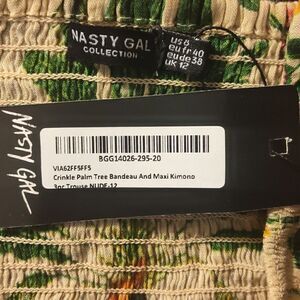 NASTY GAL
COLLECTION
us 8
eu fr 40
eu de 38
uk 12
NASTY GAL
BGG14026-295-20
VIA62FF5FF5
Crinkle Palm Tree Bandeau And Maxi Kimono
3pc Trouse NUDE-12